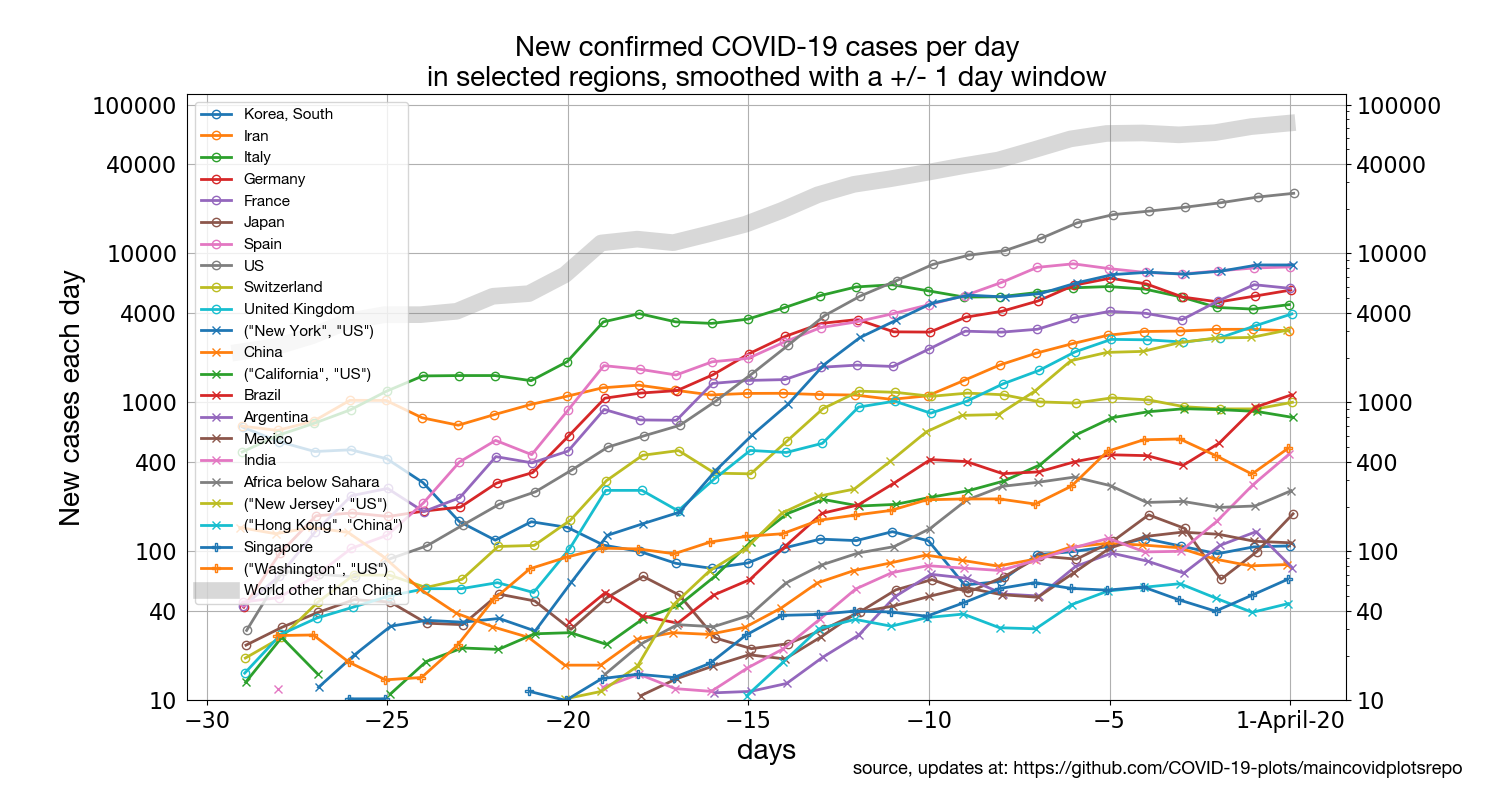 New confirmed COVID-19 cases per day
in selected regions, smoothed with a +/- 1 day window
New cases each day
100000
40000
10000
4000
1000
400
100
40
10
Korea, South
Iran
Italy
Germany
France
Japan
Spain
US
Switzerland
United Kingdom
("New York", "US")
China
("California", "US")
Brazil
Argentina
Mexico
India
Africa below Sahara
("New Jersey", "US")
("Hong Kong", "China")
Singapore
("Washington", "US")
World other than China
100000
40000
10000
4000
1000
400
100
40
10
−30 −25 −20 −15 −10 −5 1-April-20
days
source, updates at: https://github.com/COVID-19-plots/maincovidplotsrepo